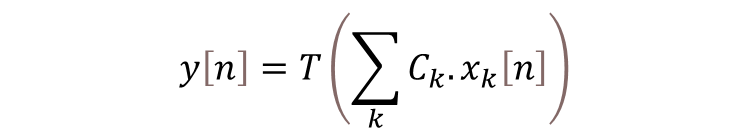 y[n] = T(∑_k C_k. x_k[n])